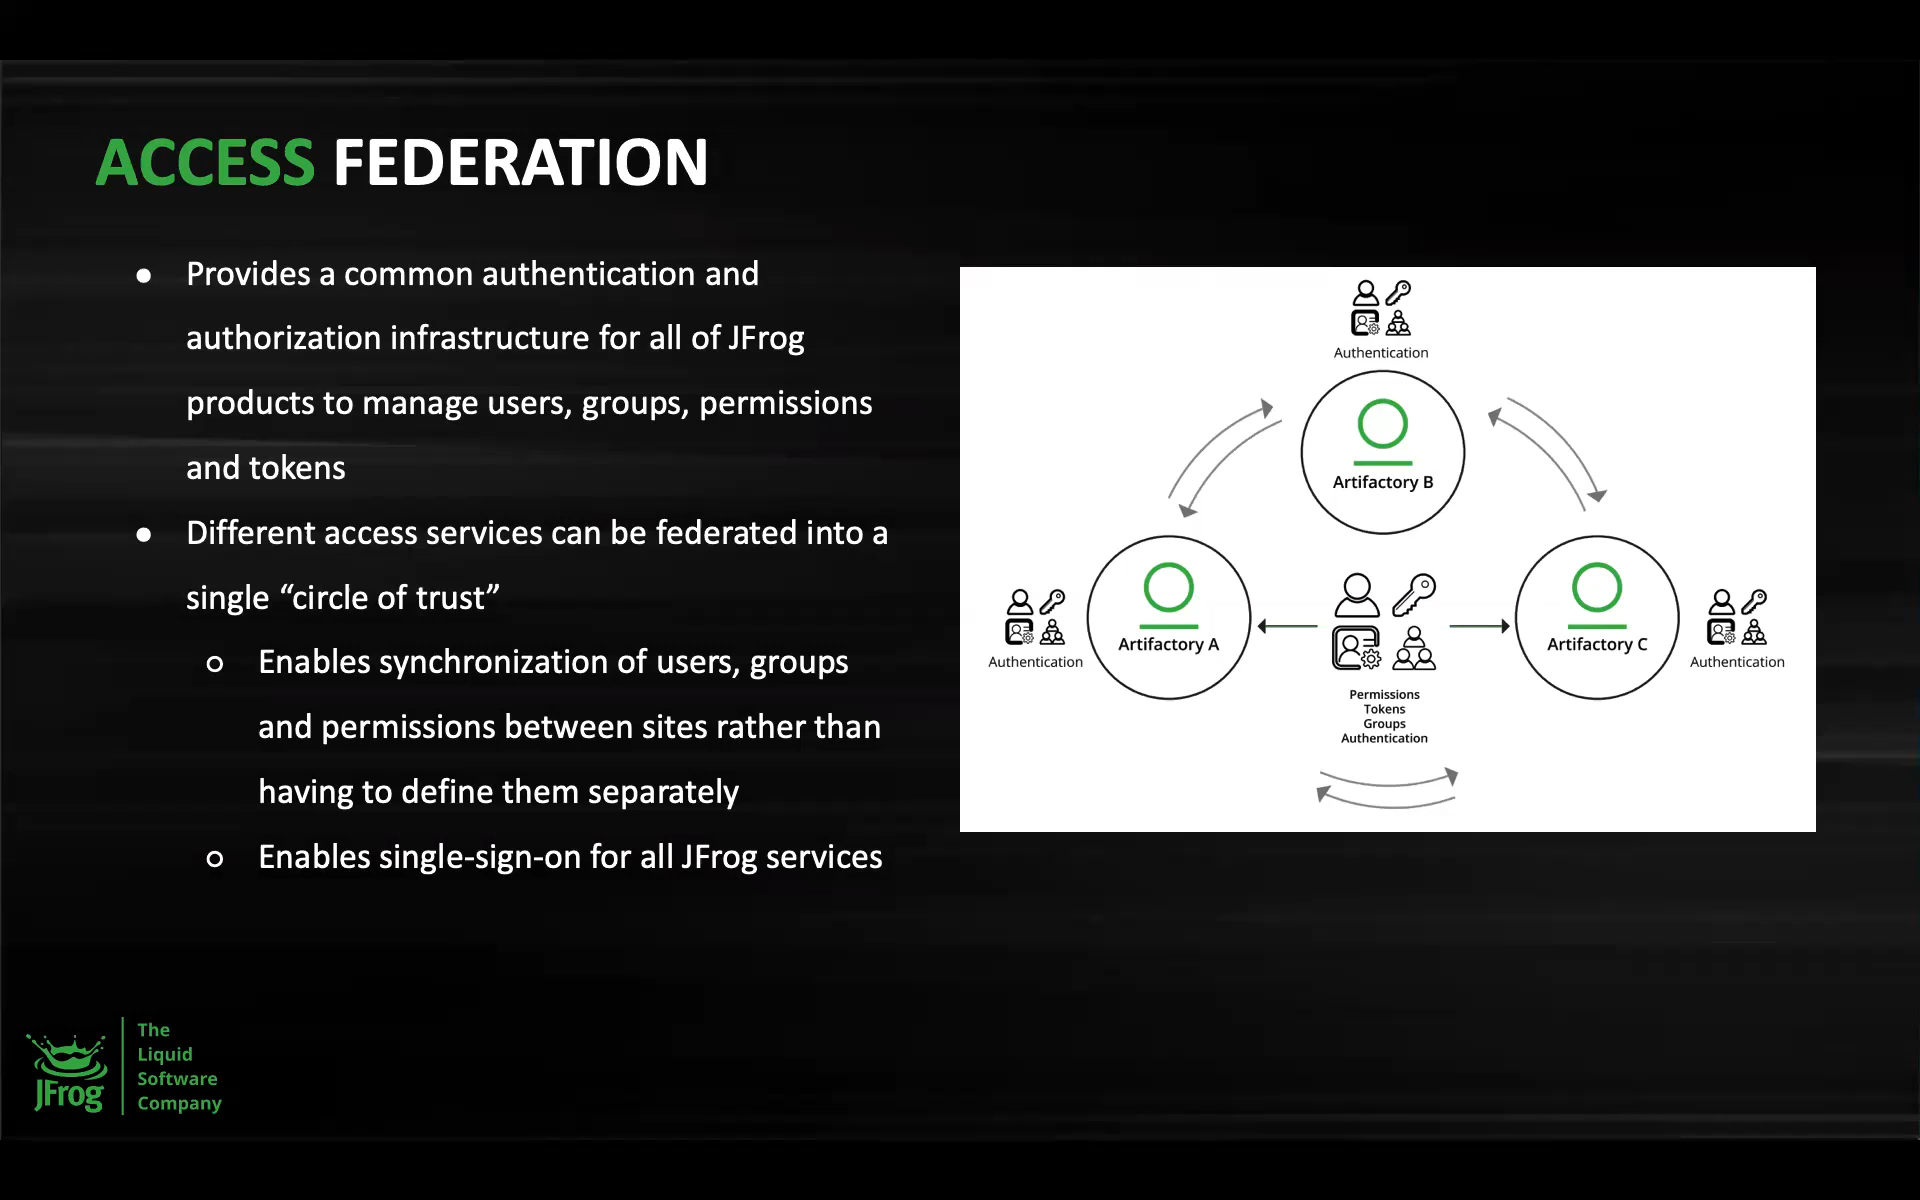 ACCESS FEDERATION
● Provides a common authentication and
authorization infrastructure for all of JFrog
products to manage users, groups, permissions
and tokens
● Different access services can be federated into a
single “circle of trust”
○ Enables synchronization of users, groups
and permissions between sites rather than
having to define them separately
○ Enables single-sign-on for all JFrog services
Authentication
Artifactory B
Artifactory A
Authentication
Artifactory C
Authentication
Permissions
Tokens
Groups
Authentication
JFrog
The
Liquid
Software
Company